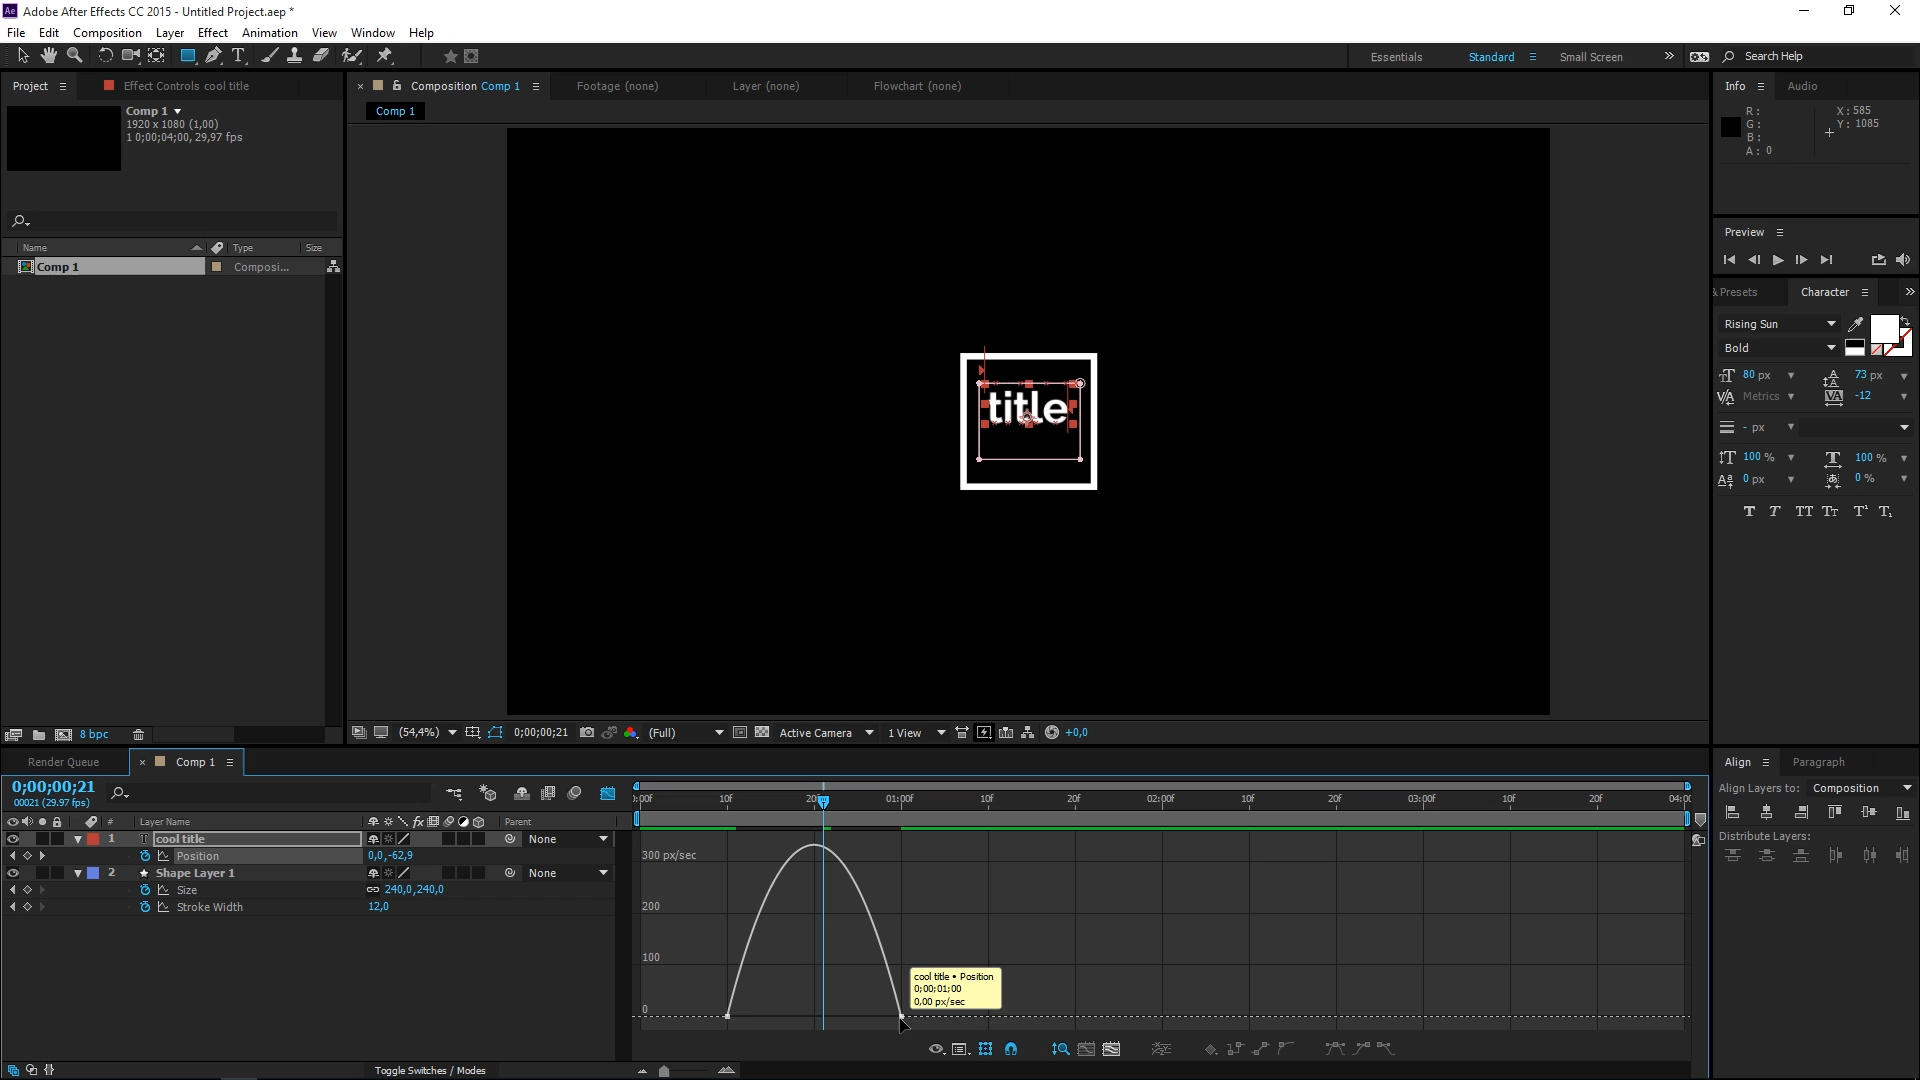 Ae Adobe After Effects CC 2015 - Untitled Project.aep *
File Edit Composition Layer Effect Animation View Window Help
Essentials Standard Small Screen Search Help
Project Effect Controls cool title
Composition Comp 1 Footage (none) Layer (none) Flowchart (none)
Info Audio
Comp 1
1920 x 1080 (1,00)
1 0;00;04;00, 29,97 fps
Comp 1
R:
G:
B:
A: 0
X: 585
Y: 1085
Preview
Name Type Size
Comp 1 Composi...
& Presets Character
Rising Sun
Bold
80 px 73 px
Metrics -12
- px
100 % 100 %
0 px 0 %
T T TT Tt T¹ T₁
title
8 bpc
(54,4%) 0;00;00;21 (Full) Active Camera 1 View +0,0
Render Queue Comp 1
0;00;00;21
00021 (29.97 fps)
# Layer Name Parent
1 T cool title None
Position 0,0,-62,9
2 Shape Layer 1 None
Size 240,0,240,0
Stroke Width 12,0
Toggle Switches / Modes
):00f 10f 20f 01:00f 10f 20f 02:00f 10f 20f 03:00f 10f 20f 04:00
300 px/sec
200
100
0
cool title • Position
0;00;01;00
0,00 px/sec
Align Paragraph
Align Layers to: Composition
Distribute Layers: